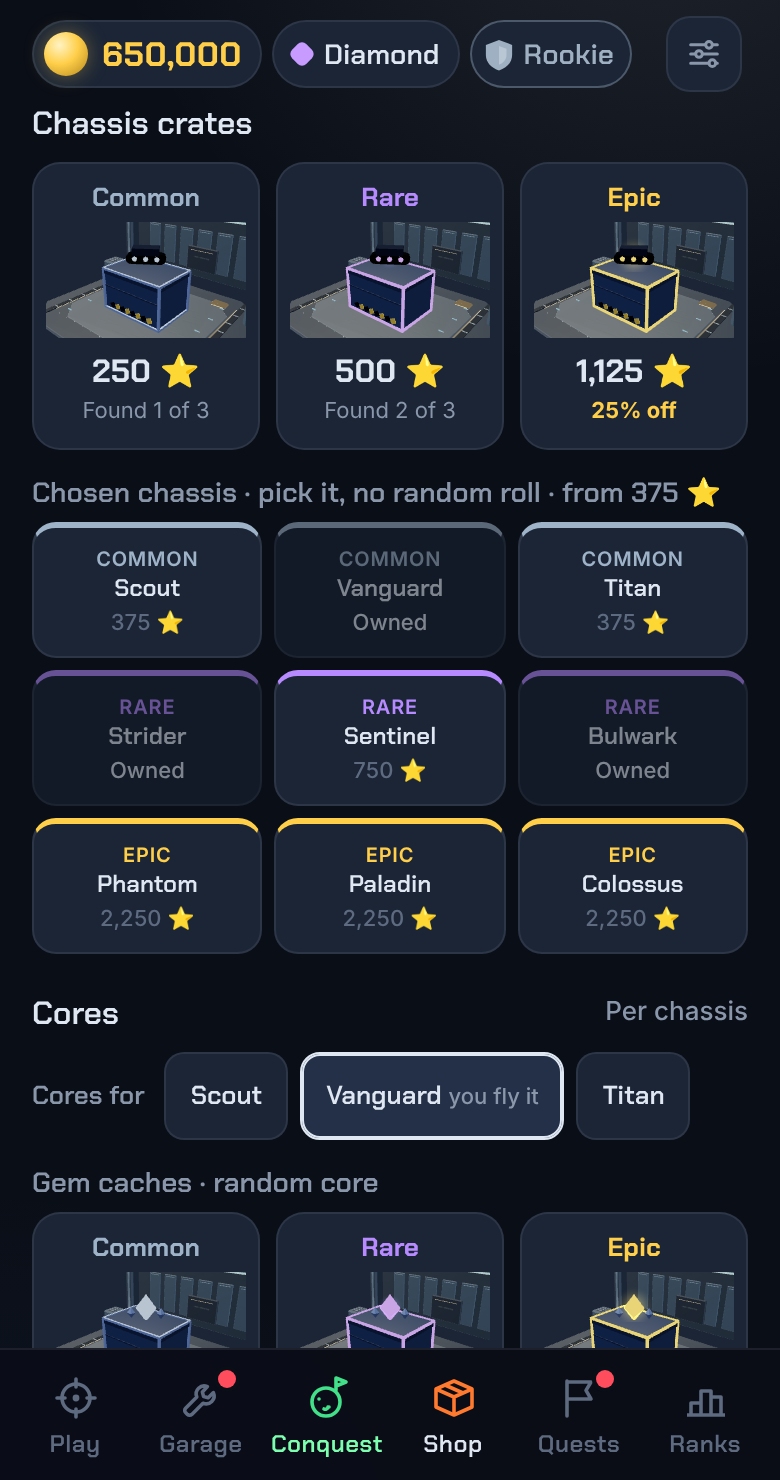 650,000 Diamond Rookie
Chassis crates
Common Rare Epic
250 ⭐ 500 ⭐ 1,125 ⭐
Found 1 of 3 Found 2 of 3 25% off
Chosen chassis · pick it, no random roll · from 375 ⭐
COMMON COMMON COMMON
Scout Vanguard Titan
375 ⭐ Owned 375 ⭐
RARE RARE RARE
Strider Sentinel Bulwark
Owned 750 ⭐ Owned
EPIC EPIC EPIC
Phantom Paladin Colossus
2,250 ⭐ 2,250 ⭐ 2,250 ⭐
Cores Per chassis
Cores for Scout Vanguard you fly it Titan
Gem caches · random core
Common Rare Epic
Play Garage Conquest Shop Quests Ranks